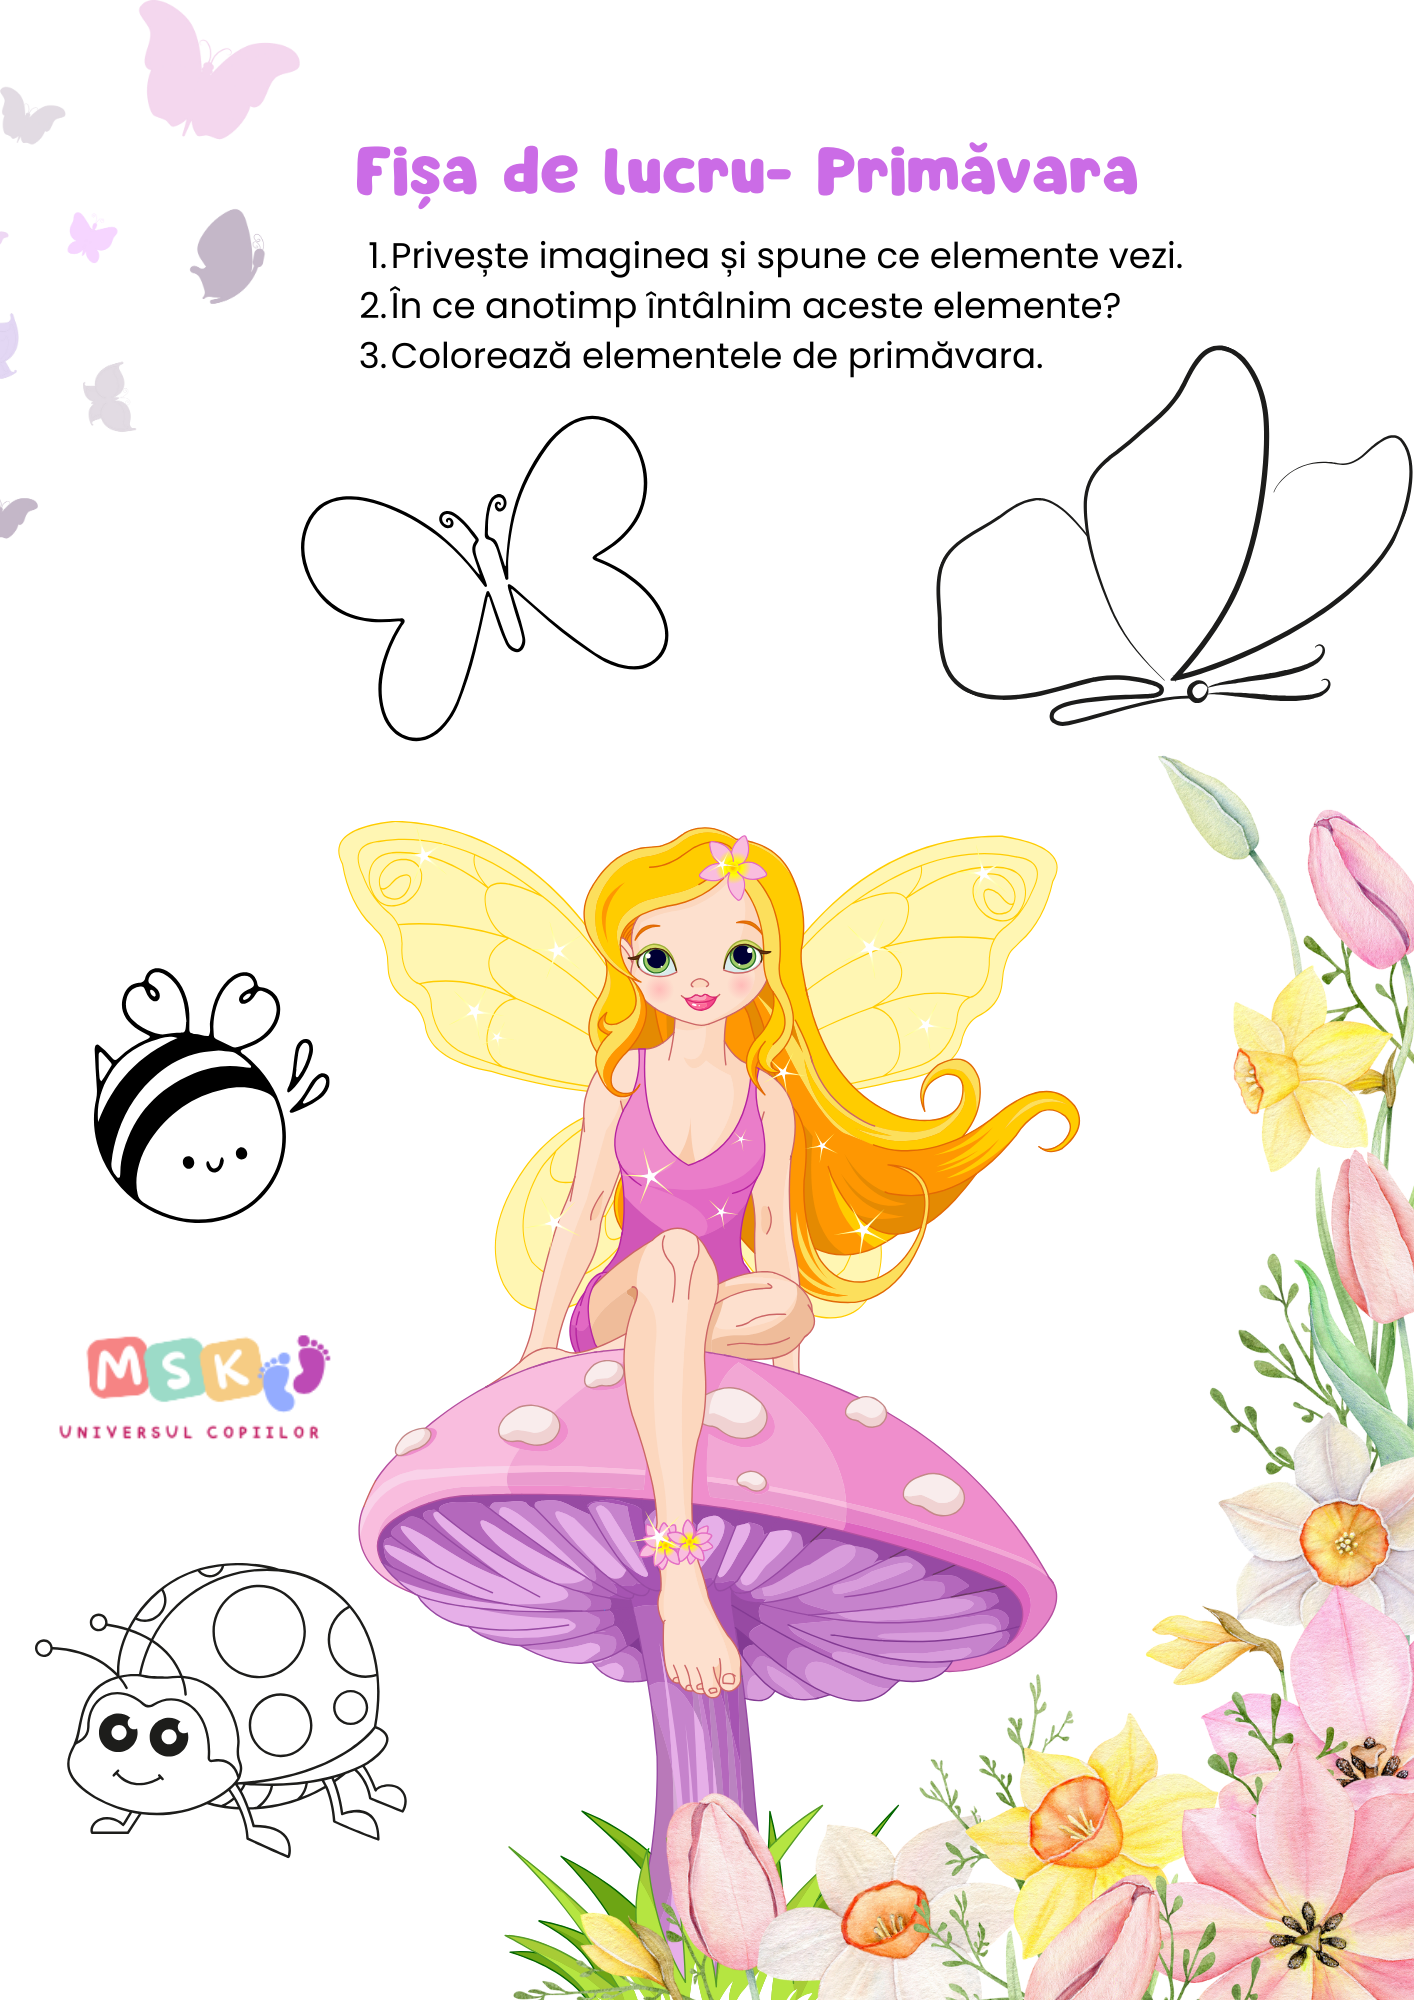 Fișa de lucru- Primăvara
1. Privește imaginea și spune ce elemente vezi.
2. În ce anotimp întâlnim aceste elemente?
3. Colorează elementele de primăvara.
MSK
UNIVERSUL COPIILOR